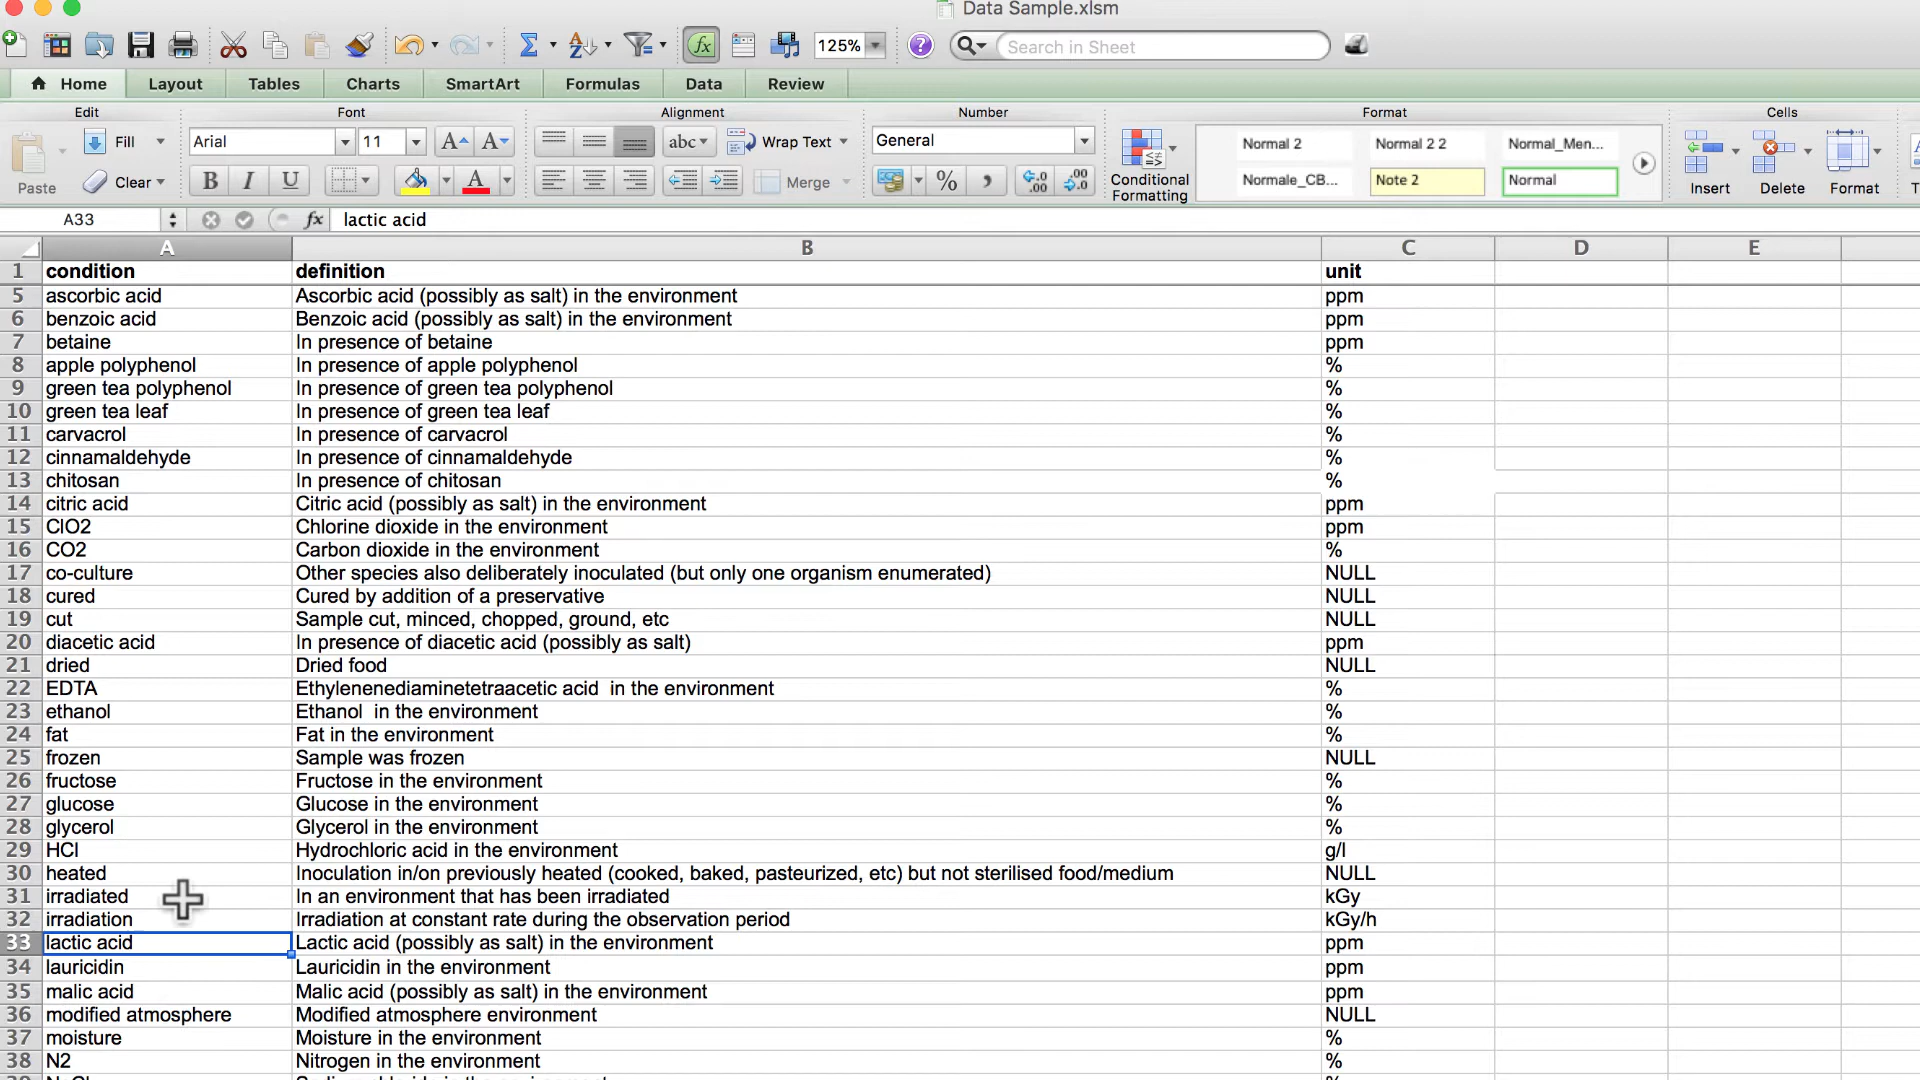 Data Sample.xlsm
125%
Search in Sheet
Home Layout Tables Charts SmartArt Formulas Data Review
Edit Font Alignment Number Format Cells
Paste Fill Clear
Arial 11
abc Wrap Text
B I U
Merge
General
%
Conditional Formatting
Normal 2 Normal 2 2 Normal_Men...
Normale_CB... Note 2 Normal
Insert Delete Format
A33 fx lactic acid
A B C D E
1 condition definition unit
5 ascorbic acid Ascorbic acid (possibly as salt) in the environment ppm
6 benzoic acid Benzoic acid (possibly as salt) in the environment ppm
7 betaine In presence of betaine ppm
8 apple polyphenol In presence of apple polyphenol %
9 green tea polyphenol In presence of green tea polyphenol %
10 green tea leaf In presence of green tea leaf %
11 carvacrol In presence of carvacrol %
12 cinnamaldehyde In presence of cinnamaldehyde %
13 chitosan In presence of chitosan %
14 citric acid Citric acid (possibly as salt) in the environment ppm
15 ClO2 Chlorine dioxide in the environment ppm
16 CO2 Carbon dioxide in the environment %
17 co-culture Other species also deliberately inoculated (but only one organism enumerated) NULL
18 cured Cured by addition of a preservative NULL
19 cut Sample cut, minced, chopped, ground, etc NULL
20 diacetic acid In presence of diacetic acid (possibly as salt) ppm
21 dried Dried food NULL
22 EDTA Ethylenenediaminetetraacetic acid in the environment %
23 ethanol Ethanol in the environment %
24 fat Fat in the environment %
25 frozen Sample was frozen NULL
26 fructose Fructose in the environment %
27 glucose Glucose in the environment %
28 glycerol Glycerol in the environment %
29 HCl Hydrochloric acid in the environment g/l
30 heated Inoculation in/on previously heated (cooked, baked, pasteurized, etc) but not sterilised food/medium NULL
31 irradiated In an environment that has been irradiated kGy
32 irradiation Irradiation at constant rate during the observation period kGy/h
33 lactic acid Lactic acid (possibly as salt) in the environment ppm
34 lauricidin Lauricidin in the environment ppm
35 malic acid Malic acid (possibly as salt) in the environment ppm
36 modified atmosphere Modified atmosphere environment NULL
37 moisture Moisture in the environment %
38 N2 Nitrogen in the environment %